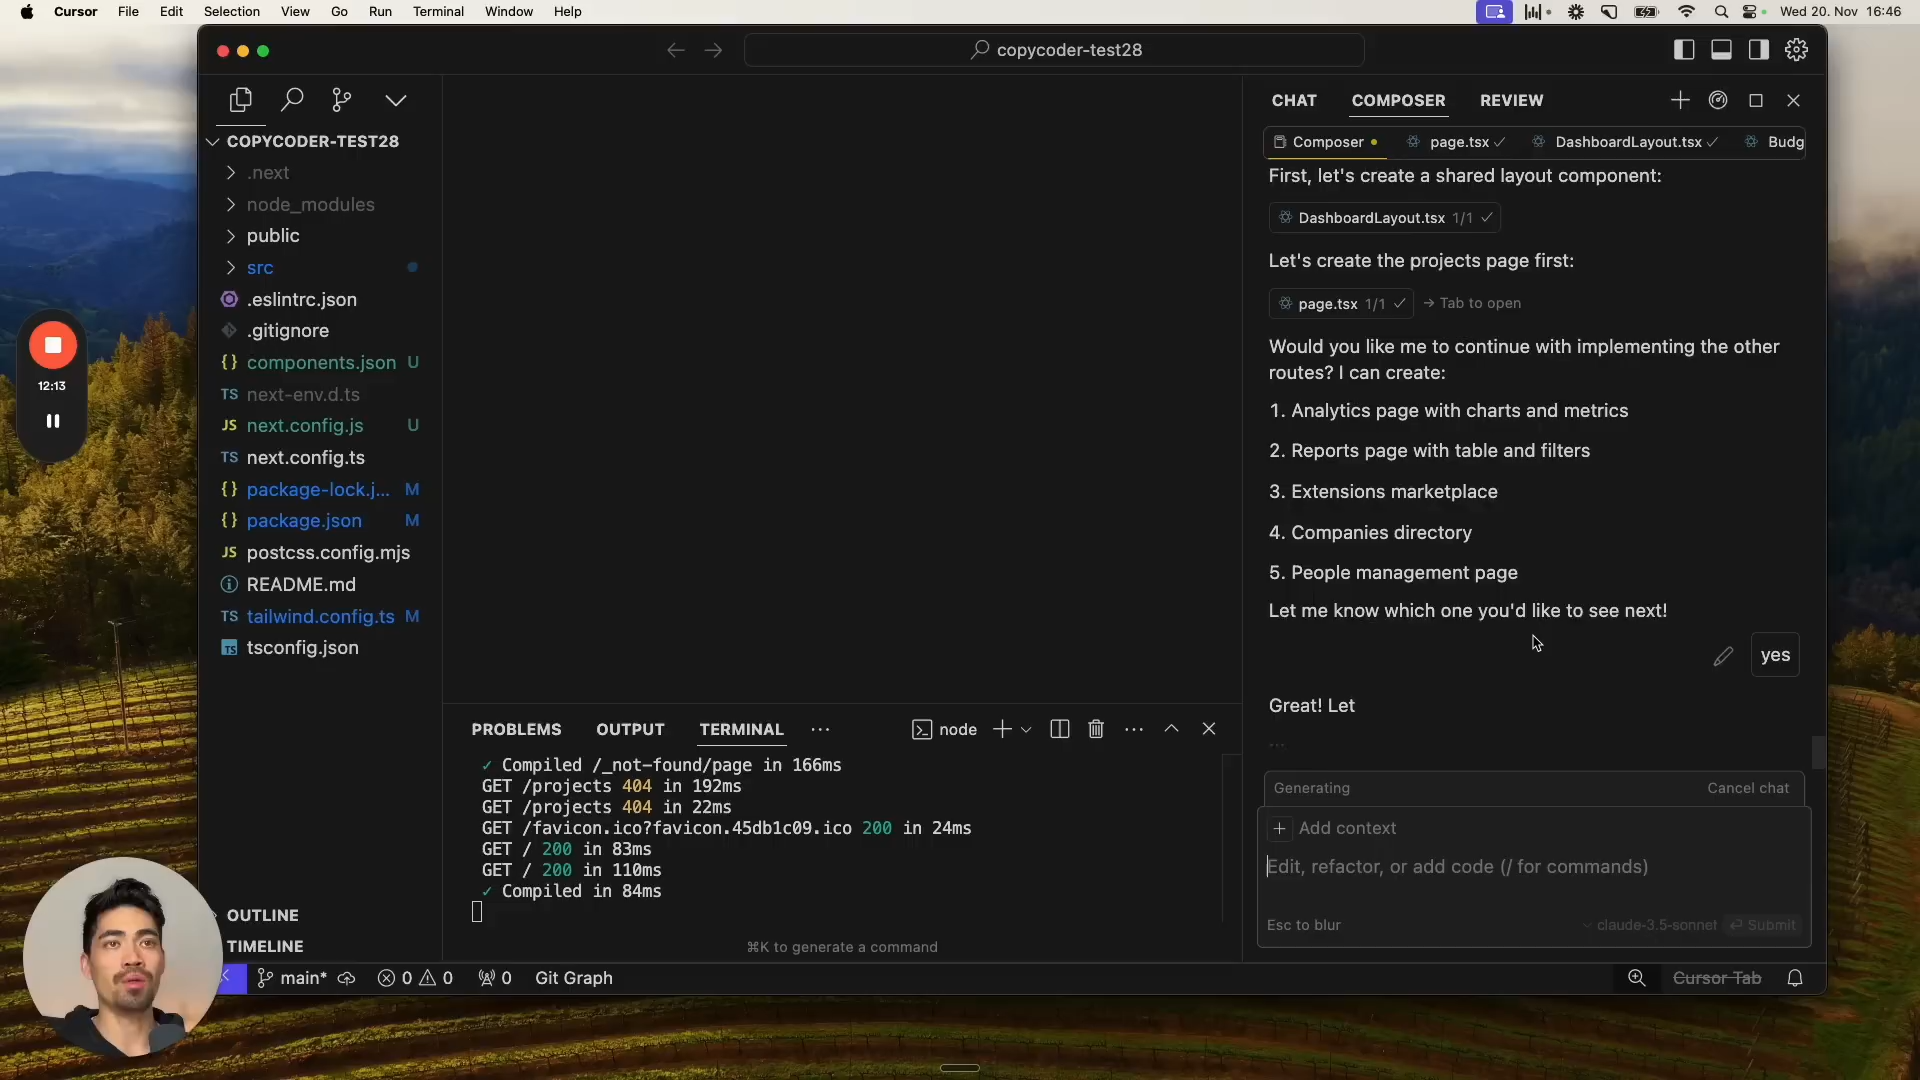 Cursor File Edit Selection View Go Run Terminal Window Help
Wed 20. Nov 16:46
copycoder-test28
COPYCODER-TEST28
.next
node_modules
public
src
.eslintrc.json
.gitignore
{} components.json U
TS next-env.d.ts
JS next.config.js U
TS next.config.ts
{} package-lock.j... M
{} package.json M
JS postcss.config.mjs
README.md
TS tailwind.config.ts M
TS tsconfig.json
OUTLINE
TIMELINE
12:13
PROBLEMS OUTPUT TERMINAL ··· node
✓ Compiled /_not-found/page in 166ms
GET /projects 404 in 192ms
GET /projects 404 in 22ms
GET /favicon.ico?favicon.45db1c09.ico 200 in 24ms
GET / 200 in 83ms
GET / 200 in 110ms
✓ Compiled in 84ms
⌘K to generate a command
CHAT COMPOSER REVIEW
Composer page.tsx ✓ DashboardLayout.tsx ✓ Budg
First, let's create a shared layout component:
DashboardLayout.tsx 1/1 ✓
Let's create the projects page first:
page.tsx 1/1 ✓ → Tab to open
Would you like me to continue with implementing the other
routes? I can create:
1. Analytics page with charts and metrics
2. Reports page with table and filters
3. Extensions marketplace
4. Companies directory
5. People management page
Let me know which one you'd like to see next!
yes
Great! Let
...
Generating Cancel chat
+ Add context
Edit, refactor, or add code (/ for commands)
Esc to blur claude-3.5-sonnet ↵ Submit
main* 0 0 0 Git Graph Cursor Tab